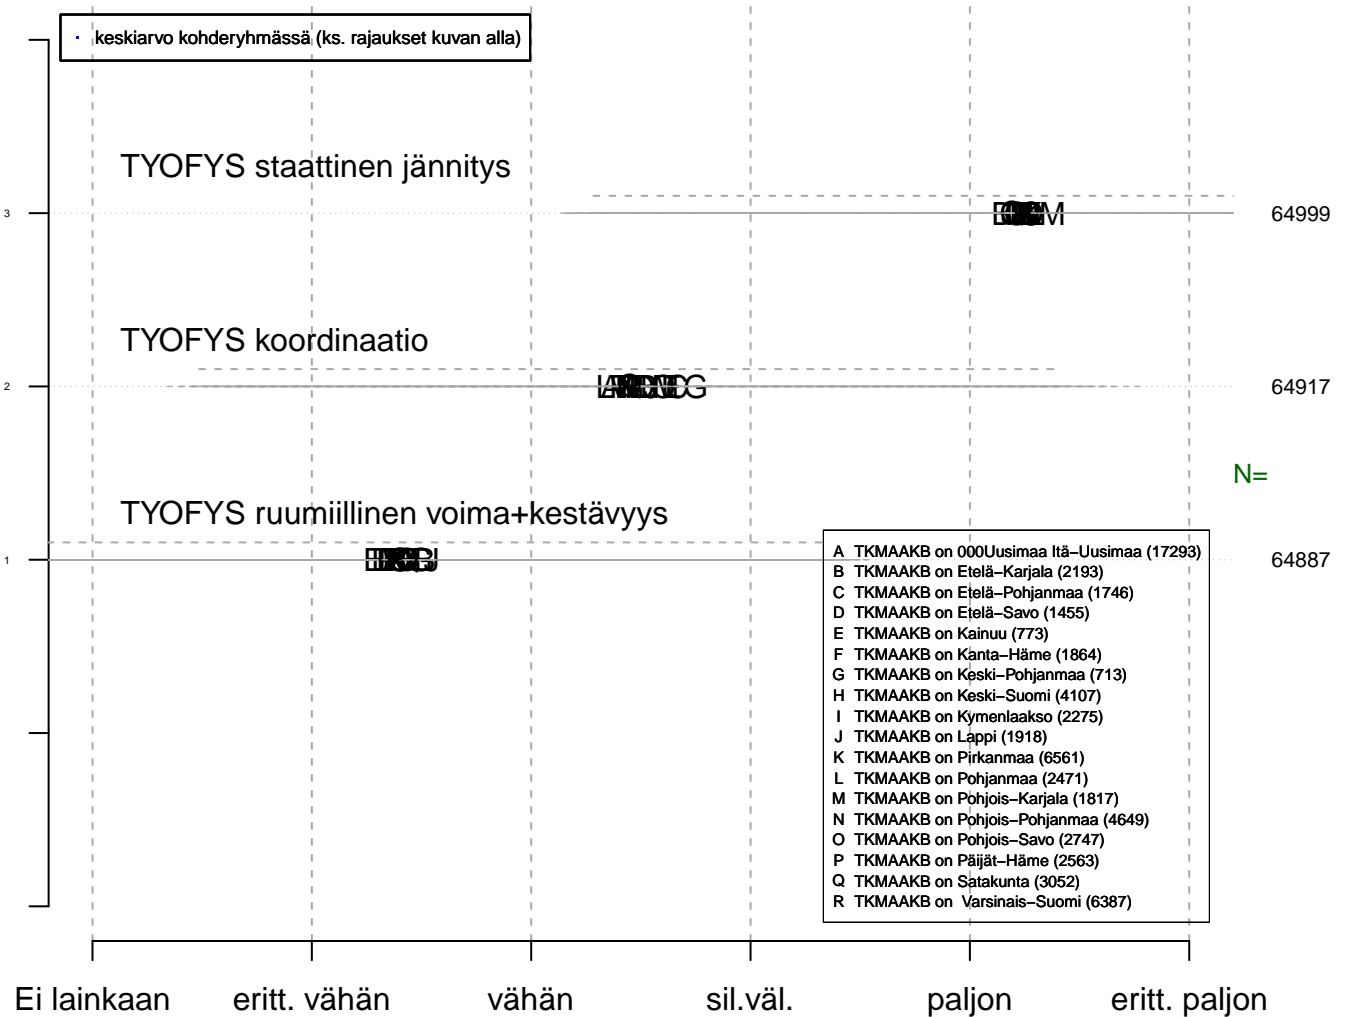 keskiarvo kohderyhmässä (ks. rajaukset kuvan alla)
TYOFYS staattinen jännitys
3
64999
TYOFYS koordinaatio
2
64917
N=
TYOFYS ruumiillinen voima+kestävyys
1
64887
A TKMAAKB on 000Uusimaa Itä−Uusimaa (17293)
B TKMAAKB on Etelä−Karjala (2193)
C TKMAAKB on Etelä−Pohjanmaa (1746)
D TKMAAKB on Etelä−Savo (1455)
E TKMAAKB on Kainuu (773)
F TKMAAKB on Kanta−Häme (1864)
G TKMAAKB on Keski−Pohjanmaa (713)
H TKMAAKB on Keski−Suomi (4107)
I TKMAAKB on Kymenlaakso (2275)
J TKMAAKB on Lappi (1918)
K TKMAAKB on Pirkanmaa (6561)
L TKMAAKB on Pohjanmaa (2471)
M TKMAAKB on Pohjois−Karjala (1817)
N TKMAAKB on Pohjois−Pohjanmaa (4649)
O TKMAAKB on Pohjois−Savo (2747)
P TKMAAKB on Päijät−Häme (2563)
Q TKMAAKB on Satakunta (3052)
R TKMAAKB on Varsinais−Suomi (6387)
Ei lainkaan eritt. vähän vähän sil.väl. paljon eritt. paljon